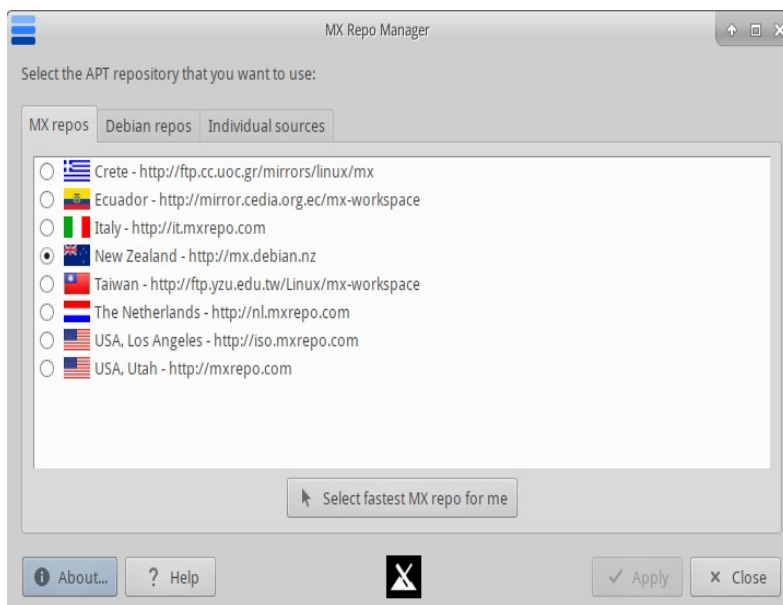 MX Repo Manager
Select the APT repository that you want to use:
MX repos Debian repos Individual sources
Crete - http://ftp.cc.uoc.gr/mirrors/linux/mx
Ecuador - http://mirror.cedia.org.ec/mx-workspace
Italy - http://it.mxrepo.com
New Zealand - http://mx.debian.nz
Taiwan - http://ftp.yzu.edu.tw/Linux/mx-workspace
The Netherlands - http://nl.mxrepo.com
USA, Los Angeles - http://iso.mxrepo.com
USA, Utah - http://mxrepo.com
Select fastest MX repo for me
About... ? Help Apply Close